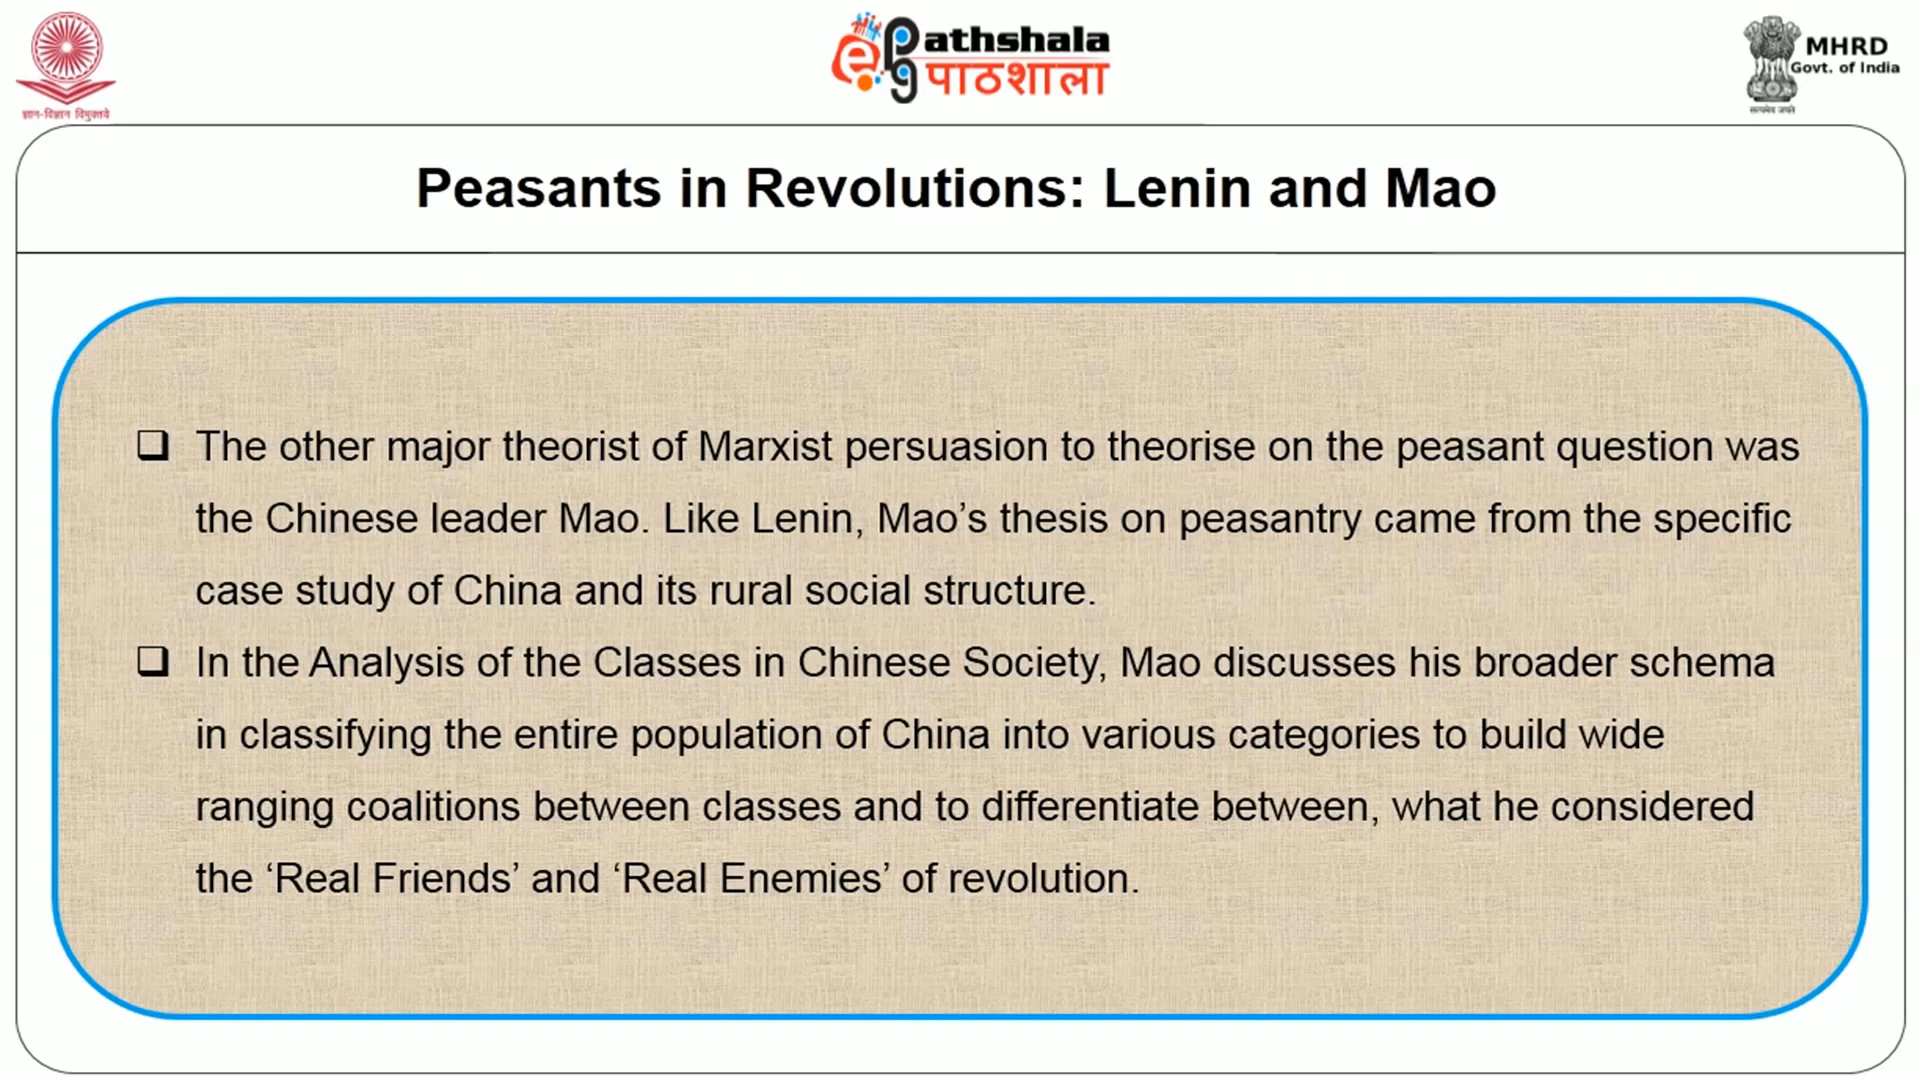 ज्ञान-विज्ञान विमुक्तये
e pg Pathshala
पाठशाला
MHRD
Govt. of India
सत्यमेव जयते
Peasants in Revolutions: Lenin and Mao
❑ The other major theorist of Marxist persuasion to theorise on the peasant question was
the Chinese leader Mao. Like Lenin, Mao’s thesis on peasantry came from the specific
case study of China and its rural social structure.
❑ In the Analysis of the Classes in Chinese Society, Mao discusses his broader schema
in classifying the entire population of China into various categories to build wide
ranging coalitions between classes and to differentiate between, what he considered
the ‘Real Friends’ and ‘Real Enemies’ of revolution.